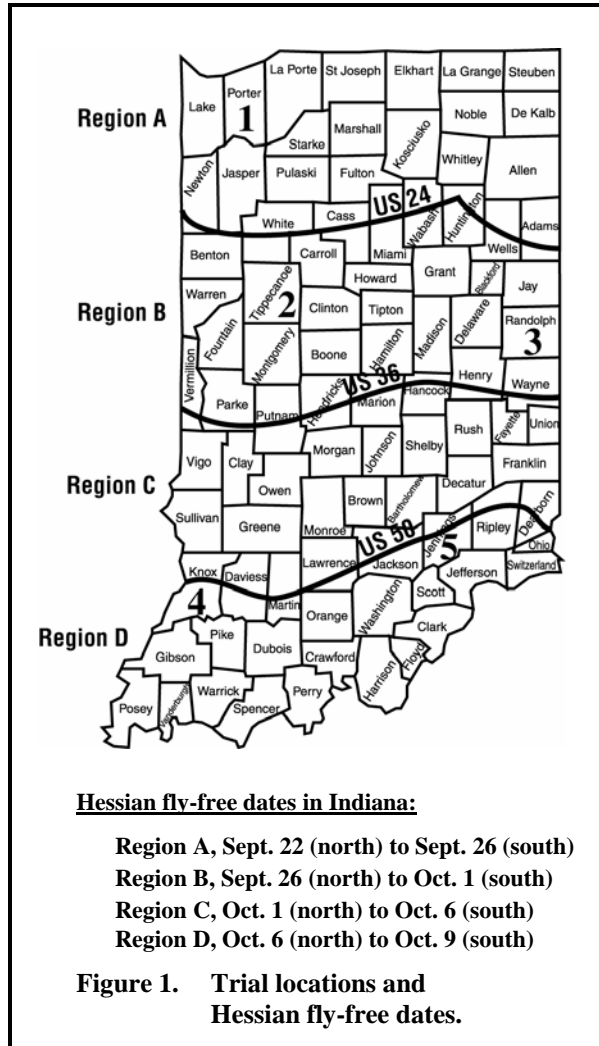 La Porte St Joseph Elkhart La Grange Steuben
Porter
Lake
Region A
1
Noble De Kalb
Marshall
Starke
Kosciusko
Whitley
Allen
Newton Jasper Pulaski Fulton
US 24
White Cass
Miami Wabash Huntington
Wells Adams
Benton
Carroll
Howard Grant Blackford Jay
Warren
Tippecanoe
2
Region B
Clinton Tipton
Fountain
Madison Delaware
Randolph
3
Montgomery
Boone Hamilton
Vermillion
Hendricks
US 36
Hancock Henry Wayne
Parke Putnam
Marion
Fayette Union
Rush
Morgan Johnson Shelby
Vigo Clay
Franklin
Region C
Owen
Decatur
Brown Bartholomew
Sullivan Greene
Monroe
US 50
Jennings Ripley Dearborn
Ohio
Lawrence Jackson
5
Knox Daviess
Martin
Jefferson Switzerland
4
Washington Scott
Orange
Region D
Pike
Clark
Gibson
Dubois
Crawford
Floyd
Harrison
Posey Vanderburgh Warrick Spencer Perry
Hessian fly-free dates in Indiana:
Region A, Sept. 22 (north) to Sept. 26 (south)
Region B, Sept. 26 (north) to Oct. 1 (south)
Region C, Oct. 1 (north) to Oct. 6 (south)
Region D, Oct. 6 (north) to Oct. 9 (south)
Figure 1. Trial locations and
Hessian fly-free dates.